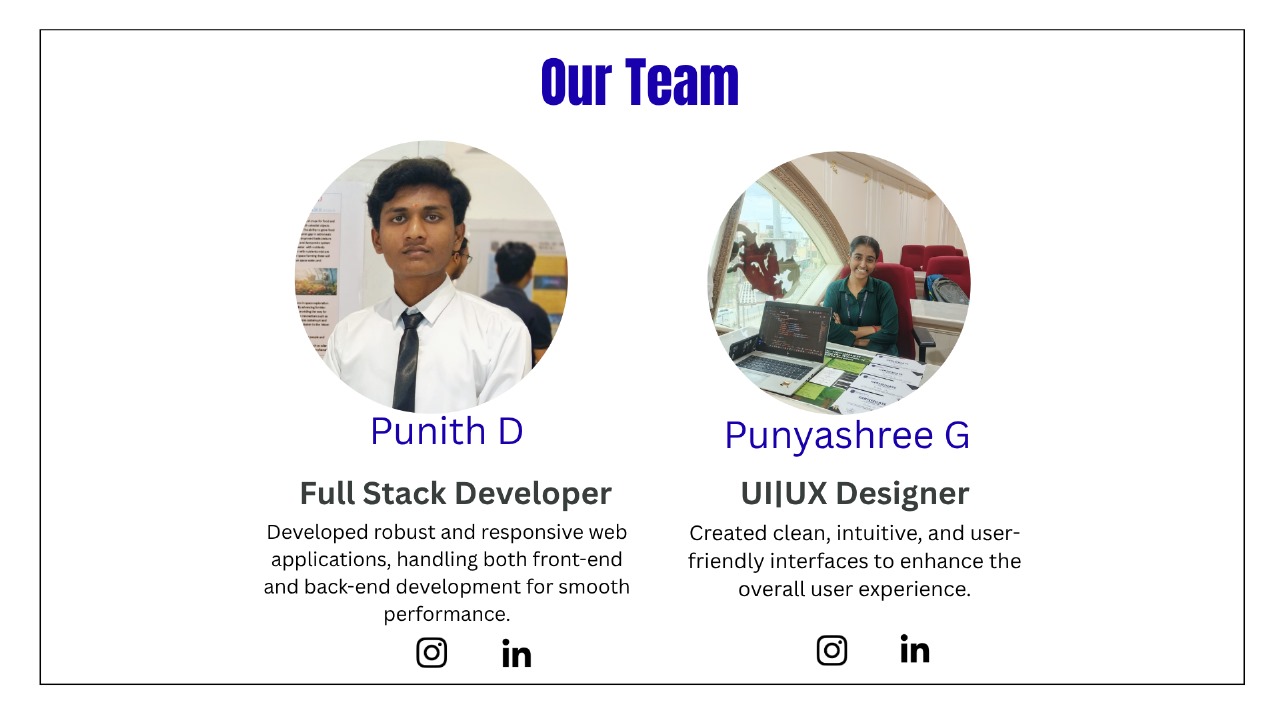 Our Team
Punith D
Full Stack Developer
Developed robust and responsive web
applications, handling both front-end
and back-end development for smooth
performance.
in
Punyashree G
UI|UX Designer
Created clean, intuitive, and user-
friendly interfaces to enhance the
overall user experience.
in